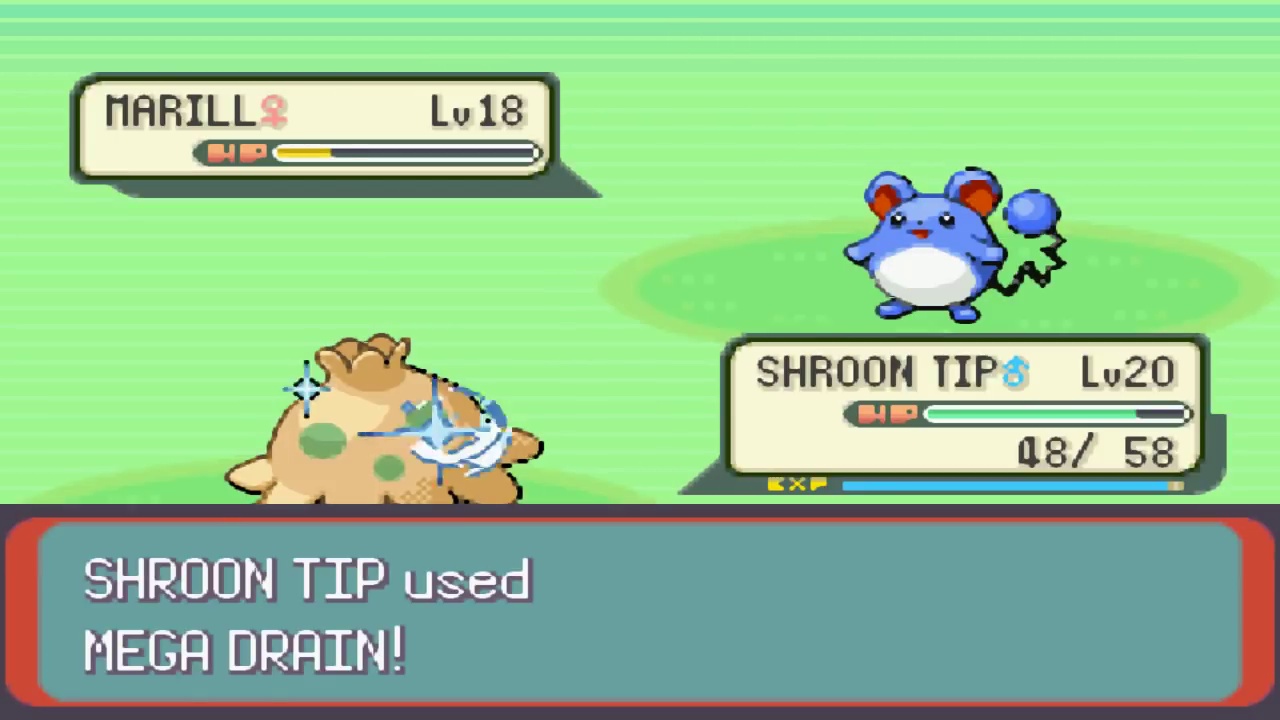 MARILL♀ Lv18
HP
SHROON TIP♂ Lv20
HP
48/ 58
EXP
SHROON TIP used
MEGA DRAIN!